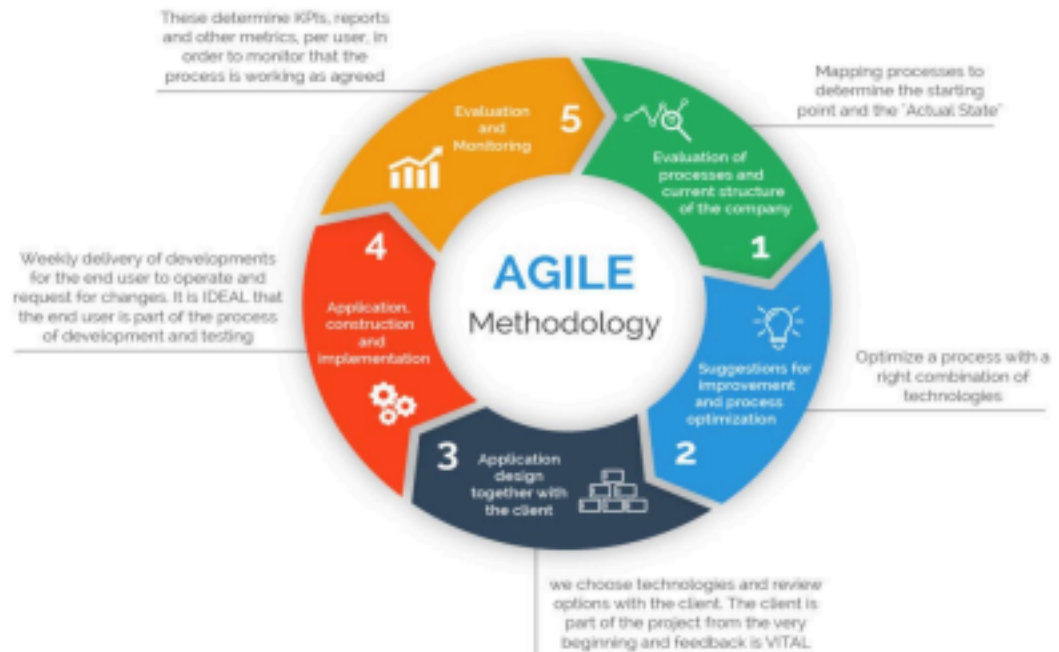 These determine KPIs, reports
and other metrics, per user, in
order to monitor that the
process is working as agreed
Mapping processes to
determine the starting
point and the "Actual State"
5
Evaluation
and
Monitoring
Evaluation of
processes and
current structure
of the company
1
4
Weekly delivery of developments
for the end user to operate and
request for changes. It is IDEAL that
the end user is part of the process
of development and testing
Application,
construction
and
implementation
AGILE
Methodology
Suggestions for
improvement
and process
optimization
2
Optimize a process with a
right combination of
technologies
3
Application
design
together with
the client
we choose technologies and review
options with the client. The client is
part of the project from the very
beginning and feedback is VITAL